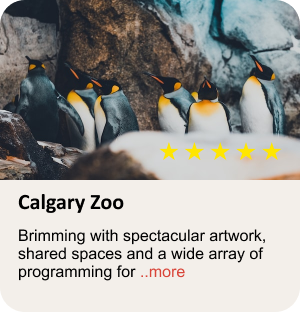 Calgary Zoo
Brimming with spectacular artwork,
shared spaces and a wide array of
programming for ..more